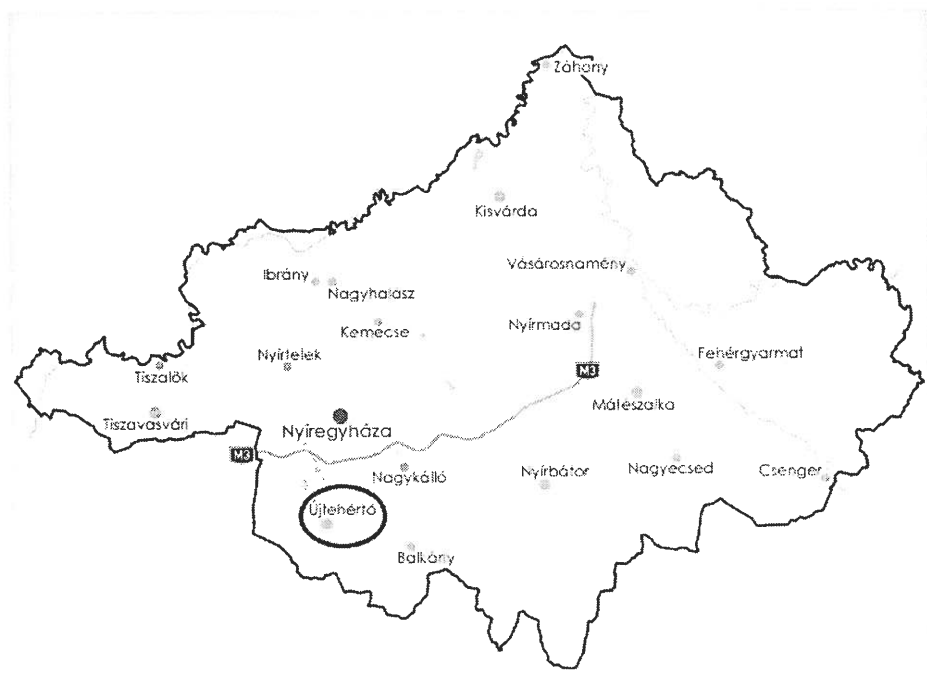 Záhony
Kisvárda
Vásárosnamény
Ibrány
Nagyhalász
Nyírmada
Kemecse
Fehérgyarmat
Nyírtelek
M3
Tiszalök
Máteszalka
Tiszavasvári
Nyíregyháza
M3
Nagyecsed
Csenger
Nyírbátor
Nagykálló
Újfehértó
Balkány